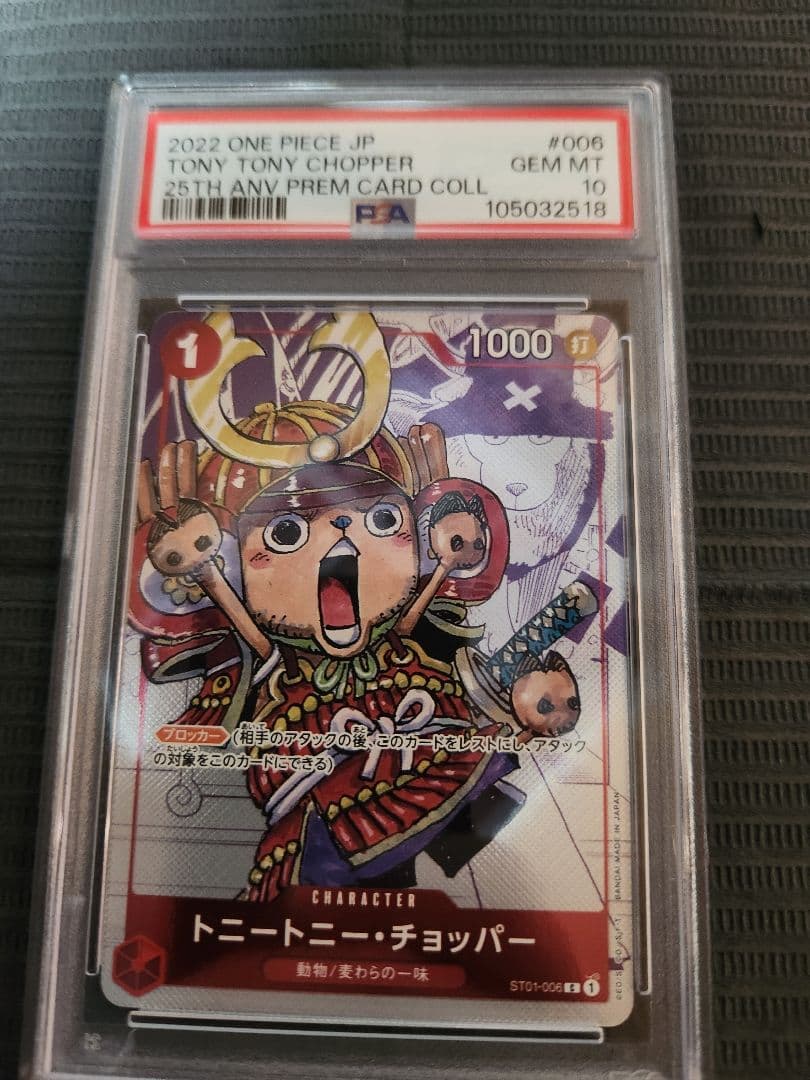 2022 ONE PIECE JP #006
TONY TONY CHOPPER GEM MT
25TH ANV PREM CARD COLL 10
PSA 105032518
1 1000 打
ブロッカー (相手のアタックの後、このカードをレストにし、アタック
の対象をこのカードにできる)
CHARACTER
トニートニー・チョッパー
動物/麦わらの一味
ST01-006 C 1
BANDAI MADE IN JAPAN